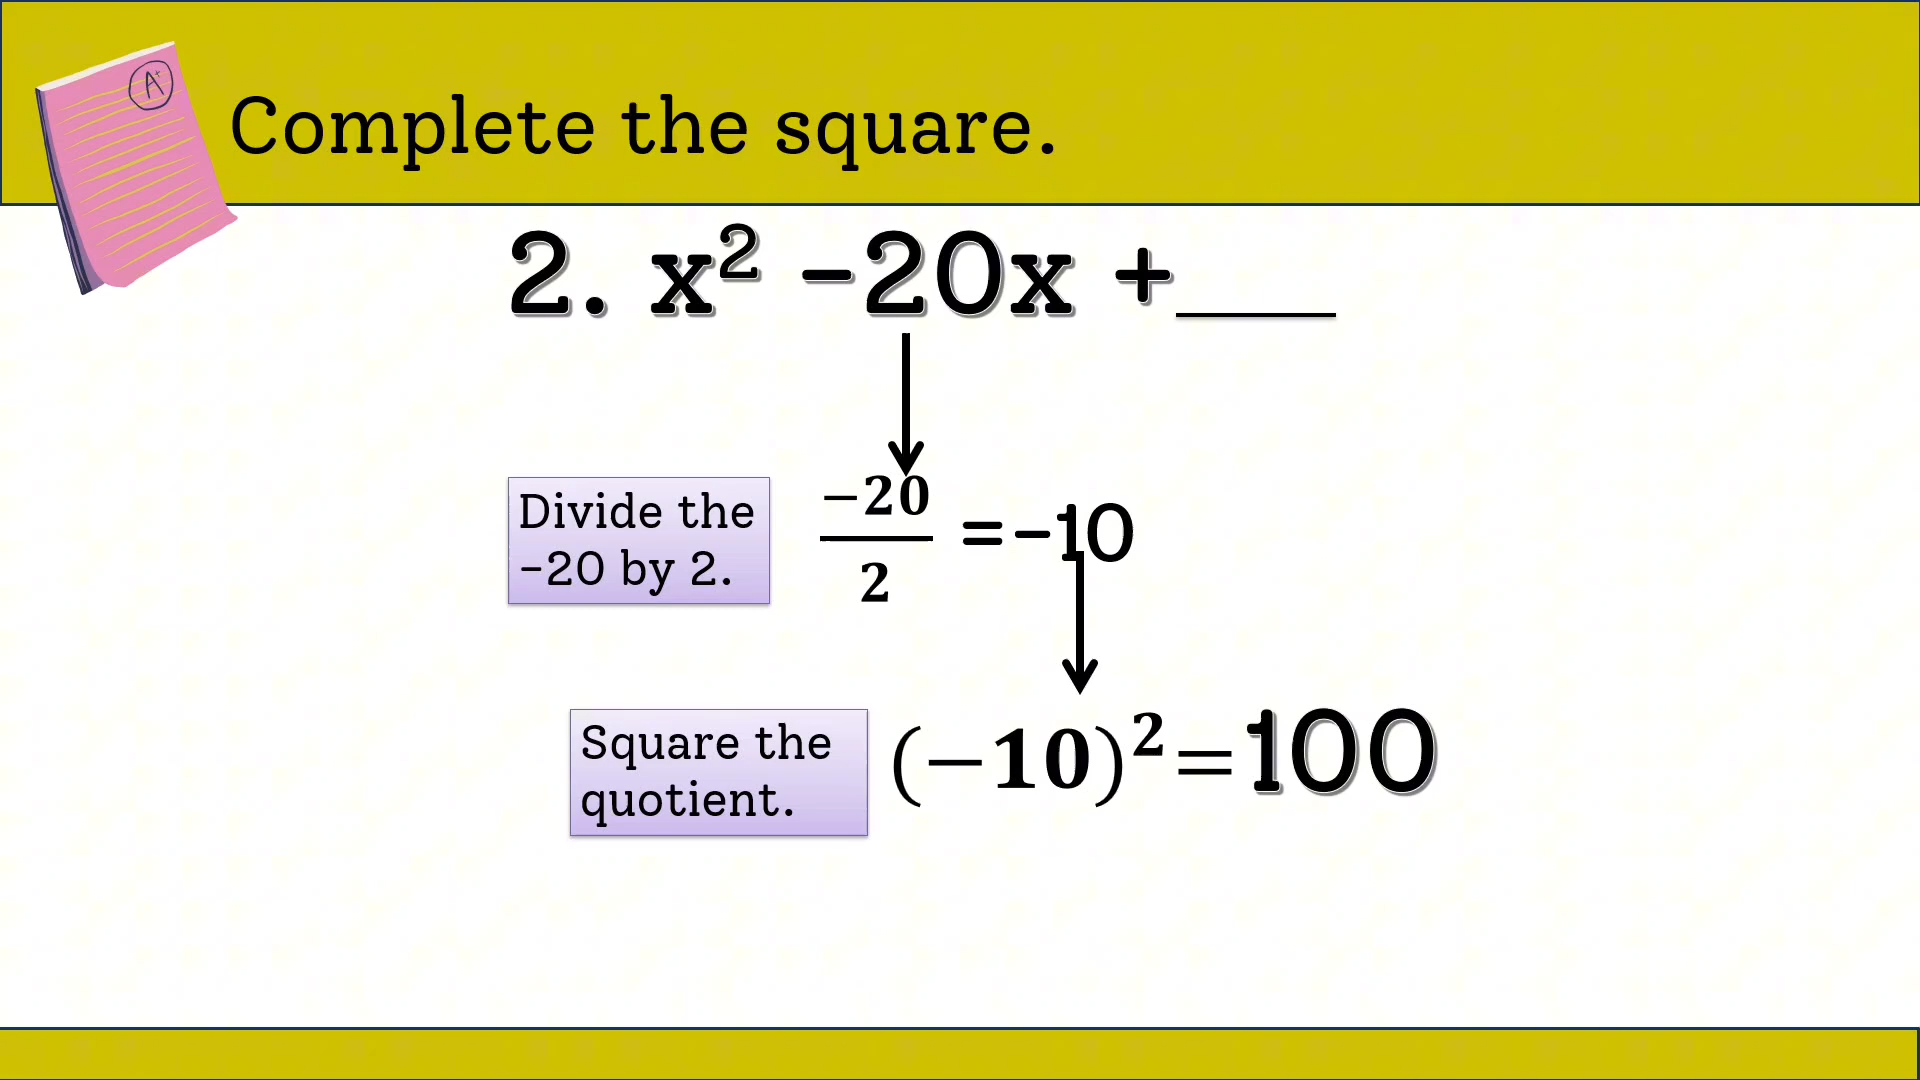 A+
Complete the square.
2. x² -20x +____
Divide the
-20 by 2.
−20
2
=-10
Square the
quotient.
(−10)²=100